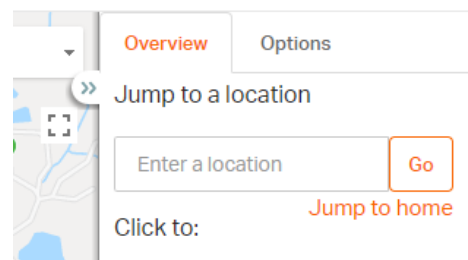 Overview Options
Jump to a location
Enter a location Go
Jump to home
Click to: